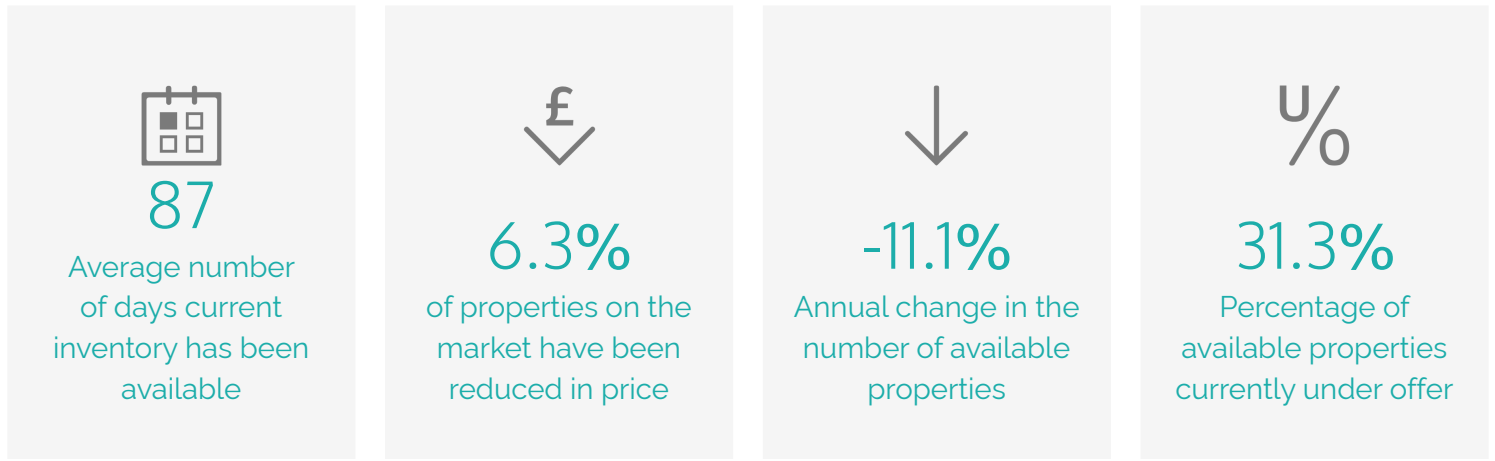 87
Average number
of days current
inventory has been
available
£
6.3%
of properties on the
market have been
reduced in price
-11.1%
Annual change in the
number of available
properties
U%
31.3%
Percentage of
available properties
currently under offer